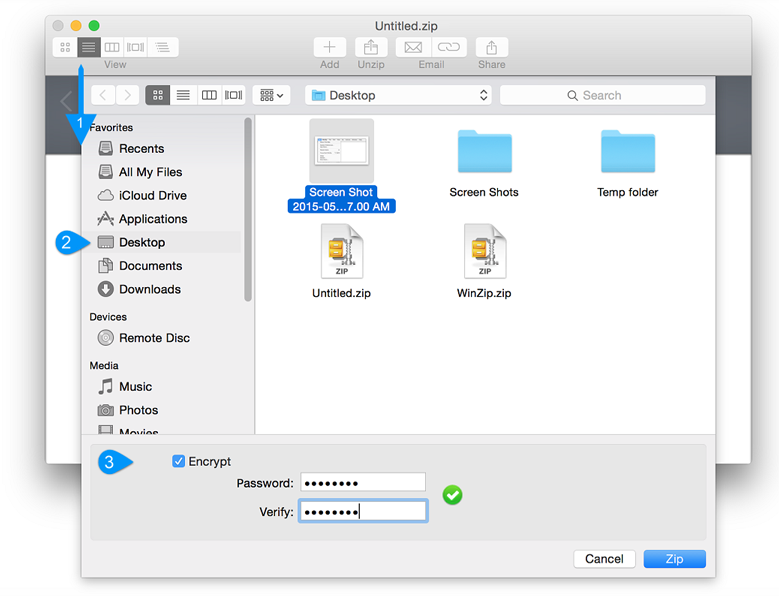 Untitled.zip
View
Add
Unzip
Email
Share
Desktop
Search
1
Favorites
Recents
All My Files
iCloud Drive
Applications
2
Desktop
Documents
Downloads
Devices
Remote Disc
Media
Music
Photos
Movies
Screen Shot
2015-05...7.00 AM
Screen Shots
Temp folder
ZIP
Untitled.zip
ZIP
WinZip.zip
3
Encrypt
Password: ••••••••
Verify: ••••••••
Cancel
Zip